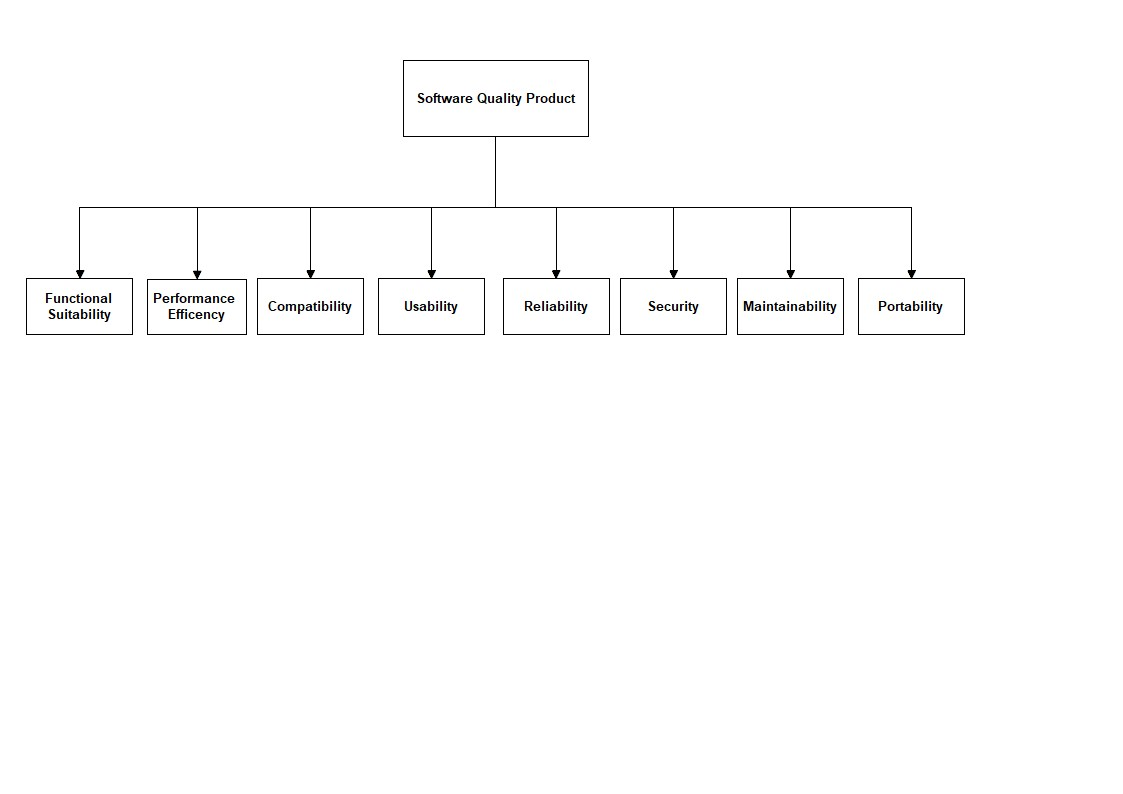 Software Quality Product
Functional
Suitability
Performance
Efficency
Compatibility
Usability
Reliability
Security
Maintainability
Portability